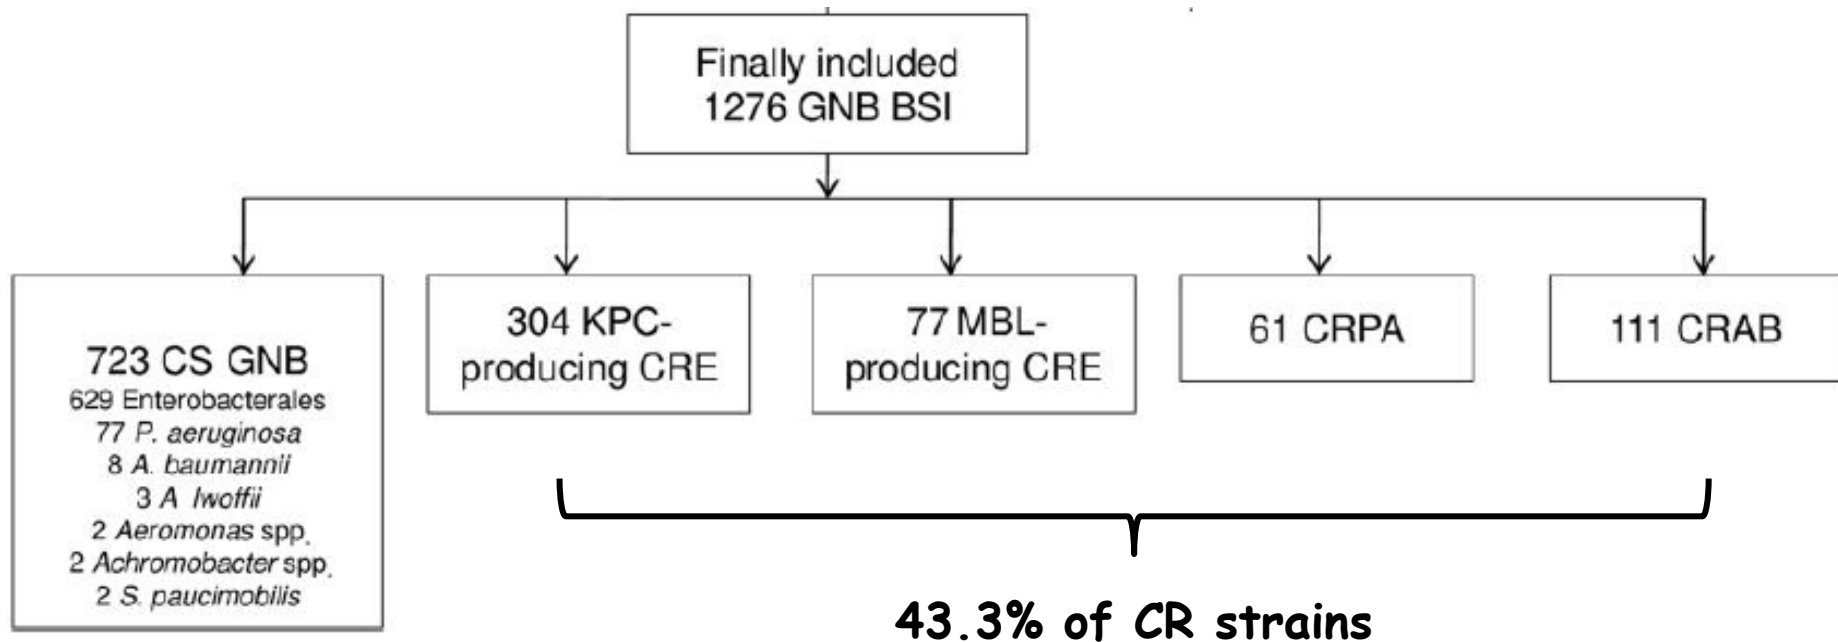 Finally included
1276 GNB BSI
723 CS GNB
629 Enterobacterales
77 P. aeruginosa
8 A. baumannii
3 A lwoffii
2 Aeromonas spp.
2 Achromobacter spp.
2 S. paucimobilis
304 KPC-
producing CRE
77 MBL-
producing CRE
61 CRPA
111 CRAB
43.3% of CR strains